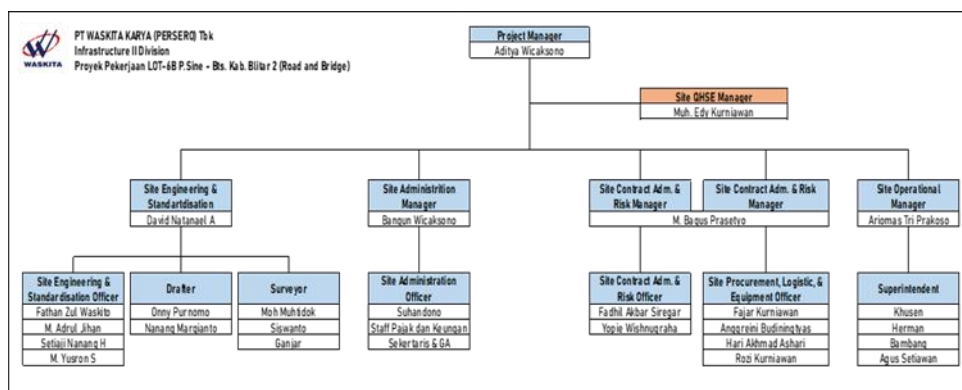 PT WASKITA KARYA (PERSERO) Tbk
Infrastructure II Division
Proyek Pekerjaan LOT-6B P.Sine - Bts. Kab. Blitar 2 (Road and Bridge)
WASKITA
Project Manager
Aditya Wicaksono
Site QHSE Manager
Muh. Edy Kurniawan
Site Engineering &
Standartdisation
David Natanael A
Site Administrition
Manager
Bangun Wicaksono
Site Contract Adm. &
Risk Manager
Site Contract Adm. & Risk
Manager
M. Bagus Prasetyo
Site Operational
Manager
Ariomas Tri Prakoso
Site Engineering &
Standardisation Officer
Fathan Zul Waskito
M. Adrul Jihan
Setiaji Nanang H
M. Yusron S
Drafter
Onny Purnomo
Nanang Margianto
Surveyor
Moh Muhtidok
Siswanto
Ganjar
Site Administration
Officer
Suhandono
Staff Pajak dan Keungan
Sekertaris & GA
Site Contract Adm. &
Risk Officer
Fadhil Akbar Siregar
Yopie Wishnugraha
Site Procurement, Logistic, &
Equipment Officer
Fajar Kurniawan
Anggreini Budiningtyas
Hari Akhmad Ashari
Rozi Kurniawan
Superintendent
Khusen
Herman
Bambang
Agus Setiawan